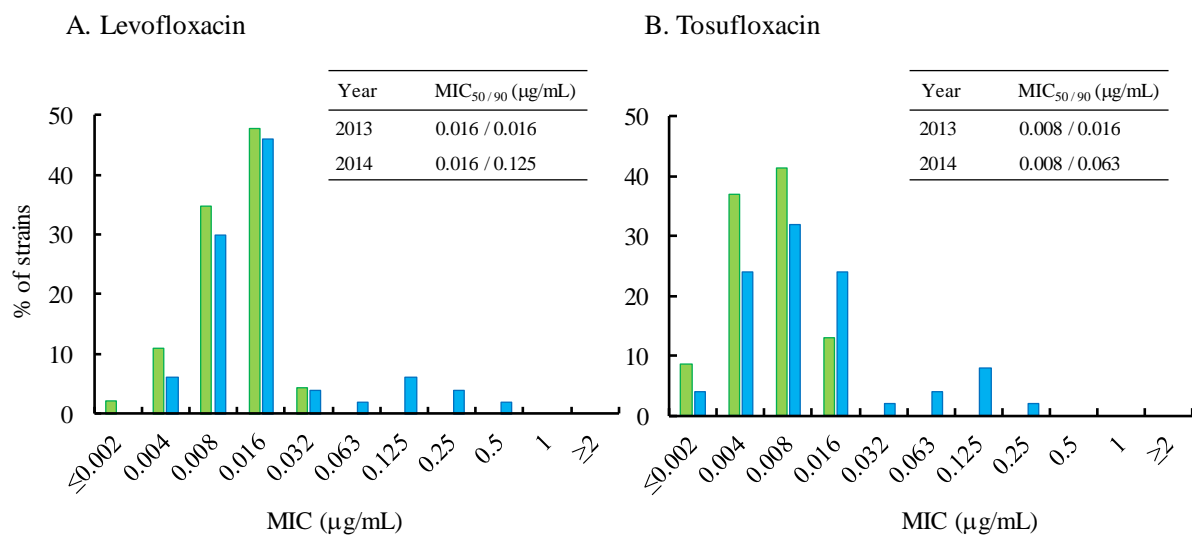 A. Levofloxacin
Year MIC50/90 (μg/mL)
2013 0.016 / 0.016
2014 0.016 / 0.125
% of strains
50
40
30
20
10
0
≤0.002 0.004 0.008 0.016 0.032 0.063 0.125 0.25 0.5 1 ≥2
MIC (μg/mL)
B. Tosufloxacin
Year MIC50/90 (μg/mL)
2013 0.008 / 0.016
2014 0.008 / 0.063
50
40
30
20
10
0
≤0.002 0.004 0.008 0.016 0.032 0.063 0.125 0.25 0.5 1 ≥2
MIC (μg/mL)